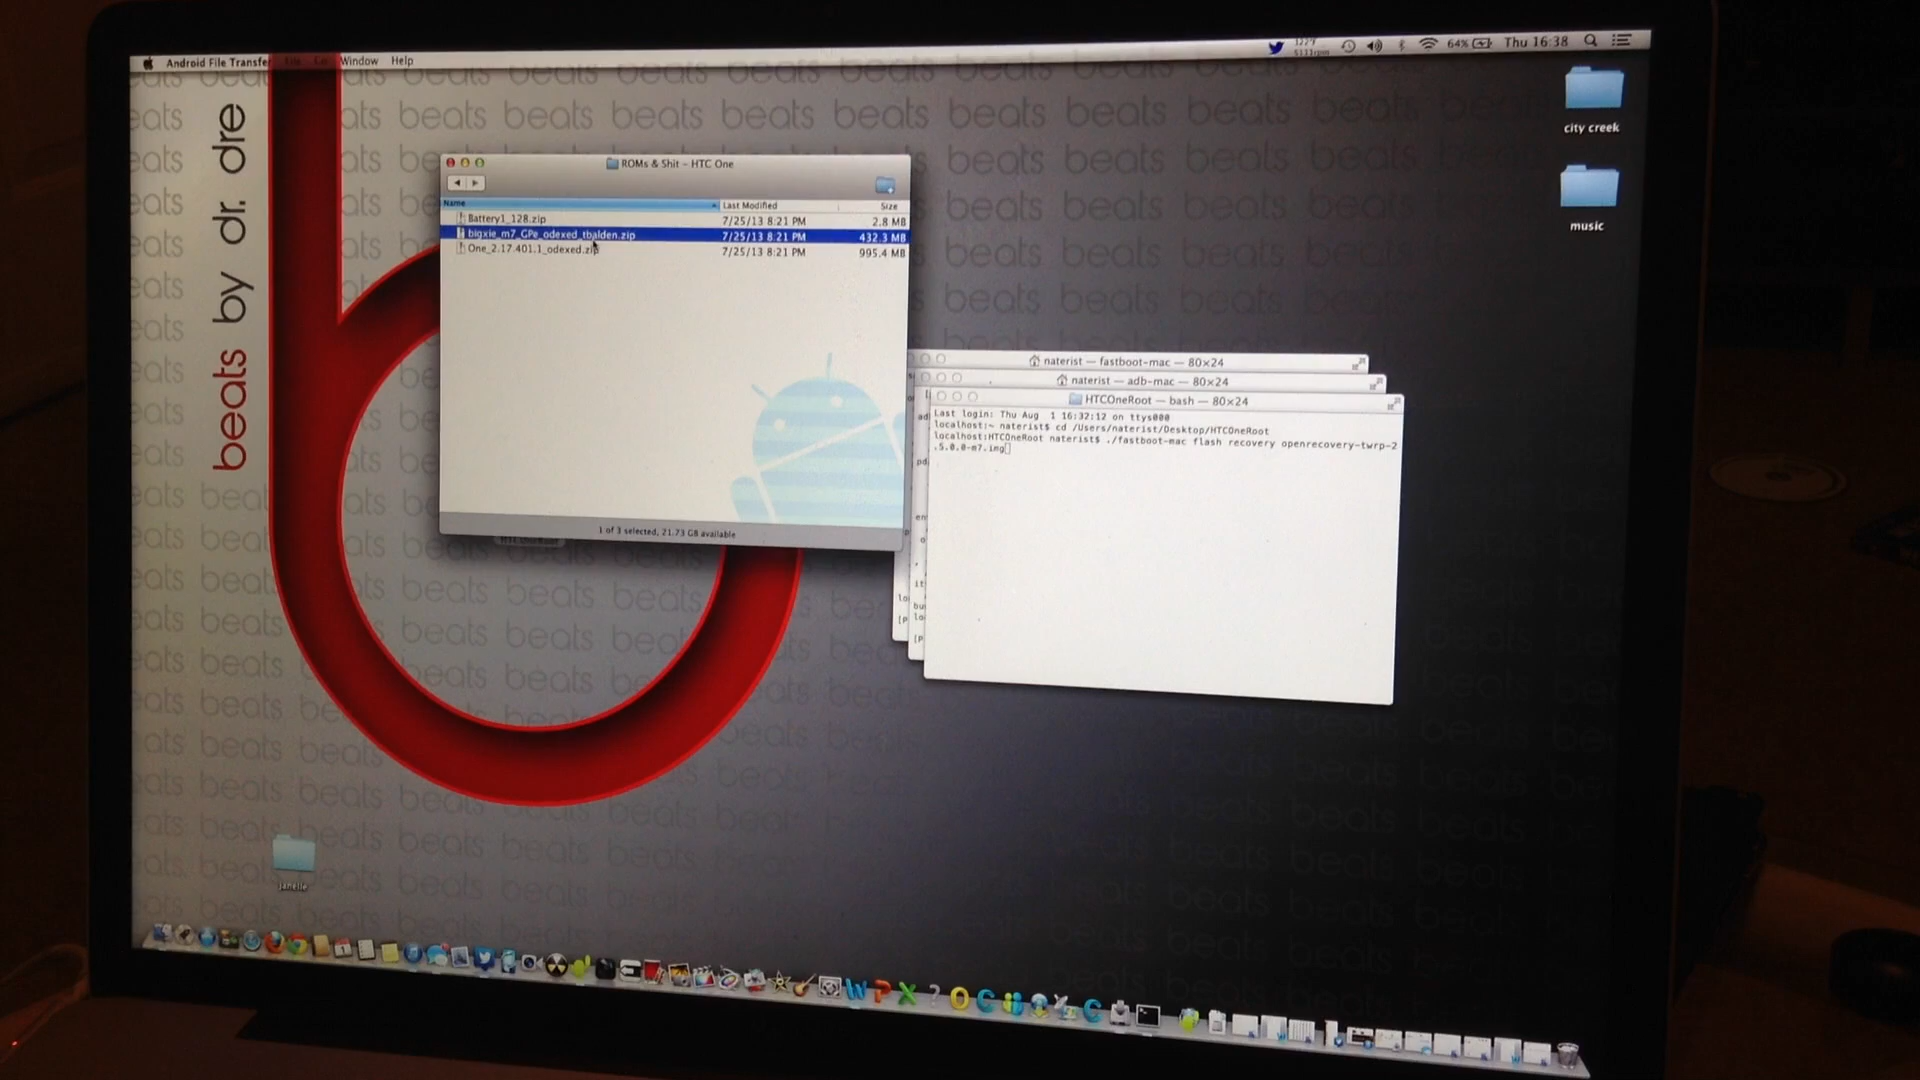 Android File Transfer File Go Window Help
64% Thu 16:38
beats by dr. dre
city creek
music
ROMs & Shit – HTC One
Name Last Modified Size
Battery1_128.zip 7/25/13 8:21 PM 2.8 MB
bigxie_m7_GPe_odexed_tbalden.zip 7/25/13 8:21 PM 432.3 MB
One_2.17.401.1_odexed.zip 7/25/13 8:21 PM 995.4 MB
1 of 3 selected, 21.73 GB available
HTCOneRoot
naterist — fastboot-mac — 80×24
naterist — adb-mac — 80×24
HTCOneRoot — bash — 80×24
Last login: Thu Aug 1 16:32:12 on ttys000
localhost:~ naterist$ cd /Users/naterist/Desktop/HTCOneRoot
localhost:HTCOneRoot naterist$ ./fastboot-mac flash recovery openrecovery-twrp-2
.5.0.0-m7.img
janelle